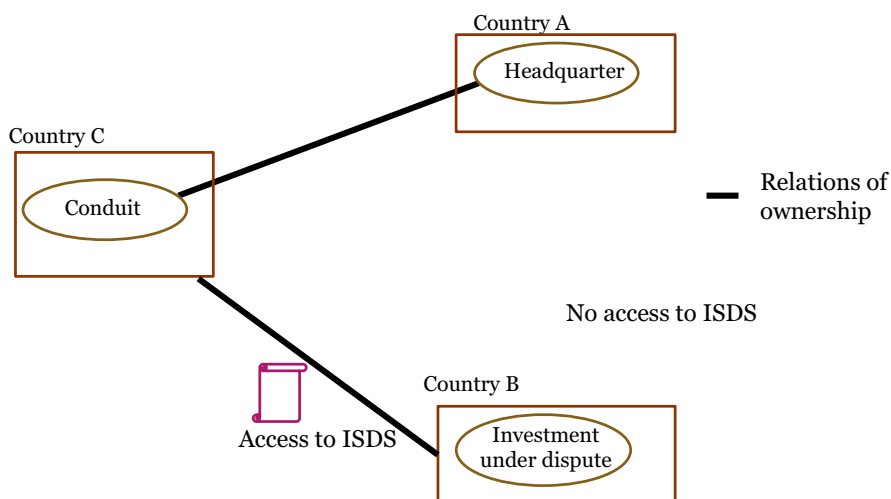 Country A
Headquarter
Country C
Conduit
Relations of
ownership
No access to ISDS
Country B
Access to ISDS
Investment
under dispute